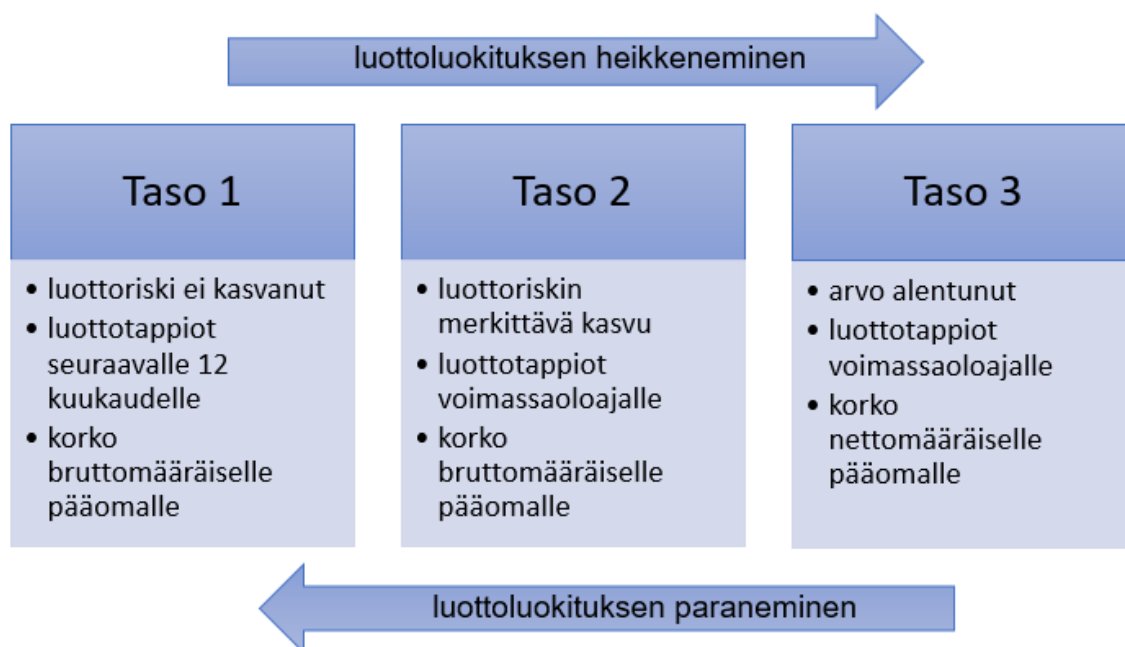 luottoluokituksen heikkeneminen
Taso 1
• luottoriski ei kasvanut
• luottotappiot
seuraavalle 12
kuukaudelle
• korko
bruttomääräiselle
pääomalle
Taso 2
• luottoriskin
merkittävä kasvu
• luottotappiot
voimassaoloajalle
• korko
bruttomääräiselle
pääomalle
Taso 3
• arvo alentunut
• luottotappiot
voimassaoloajalle
• korko
nettomääräiselle
pääomalle
luottoluokituksen paraneminen